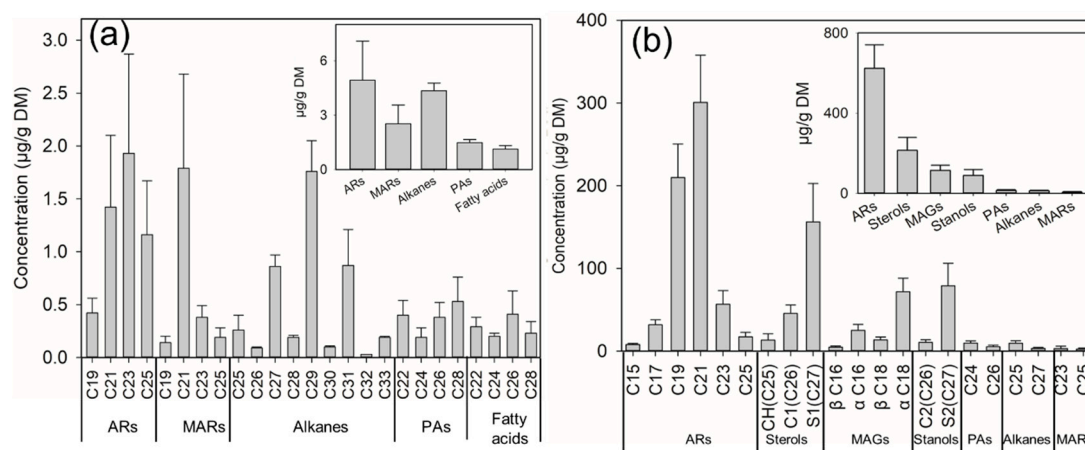 (a)
3.0
2.5
2.0
1.5
1.0
0.5
0.0
Concentration (µg/g DM)
6
3
0
µg/g DM
ARs MARs Alkanes PAs Fatty acids
C19 C21 C23 C25 C19 C21 C23 C25 C25 C26 C27 C28 C29 C30 C31 C32 C33 C22 C24 C26 C28 C22 C24 C26 C28
ARs MARs Alkanes PAs Fatty
acids
(b)
400
300
200
100
0
Concentration (µg/g DM)
800
400
0
µg/g DM
ARs Sterols MAGs Stanols PAs Alkanes MARs
C15 C17 C19 C21 C23 C25 CH(C25) C1(C26) S1(C27) β C16 α C16 β C18 α C18 C2(C26) S2(C27) C24 C26 C25 C27 C23 C25
ARs Sterols MAGs Stanols PAs Alkanes MAR